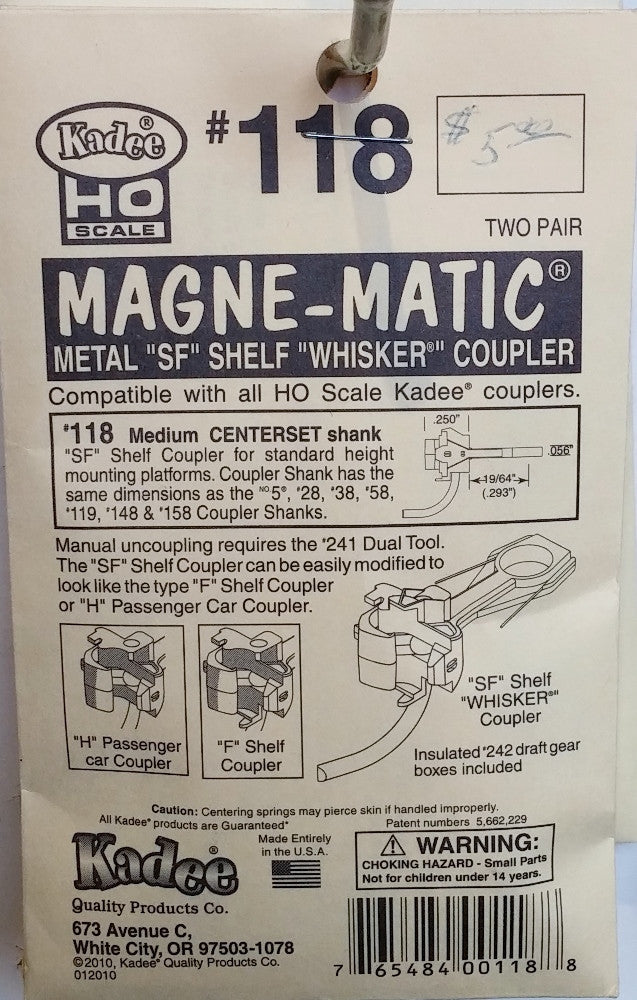 Kadee®
HO
SCALE
#118
$ 5.00
TWO PAIR
MAGNE-MATIC®
METAL "SF" SHELF "WHISKER®" COUPLER
Compatible with all HO Scale Kadee® couplers.
#118 Medium CENTERSET shank
"SF" Shelf Coupler for standard height
mounting platforms. Coupler Shank has the
same dimensions as the NO5®, #28, #38, #58,
#119, #148 & #158 Coupler Shanks.
.250"
.056"
19/64"
(.293")
Manual uncoupling requires the #241 Dual Tool.
The "SF" Shelf Coupler can be easily modified to
look like the type "F" Shelf Coupler
or "H" Passenger Car Coupler.
"H" Passenger
car Coupler
"F" Shelf
Coupler
"SF" Shelf
"WHISKER®"
Coupler
Insulated #242 draft gear
boxes included
Caution: Centering springs may pierce skin if handled improperly.
All Kadee® products are Guaranteed*
Patent numbers 5,662,229
Kadee®
Quality Products Co.
Made Entirely
in the U.S.A.
WARNING:
CHOKING HAZARD - Small Parts
Not for children under 14 years.
673 Avenue C,
White City, OR 97503-1078
©2010, Kadee® Quality Products Co.
012010
7 65484 00118 8